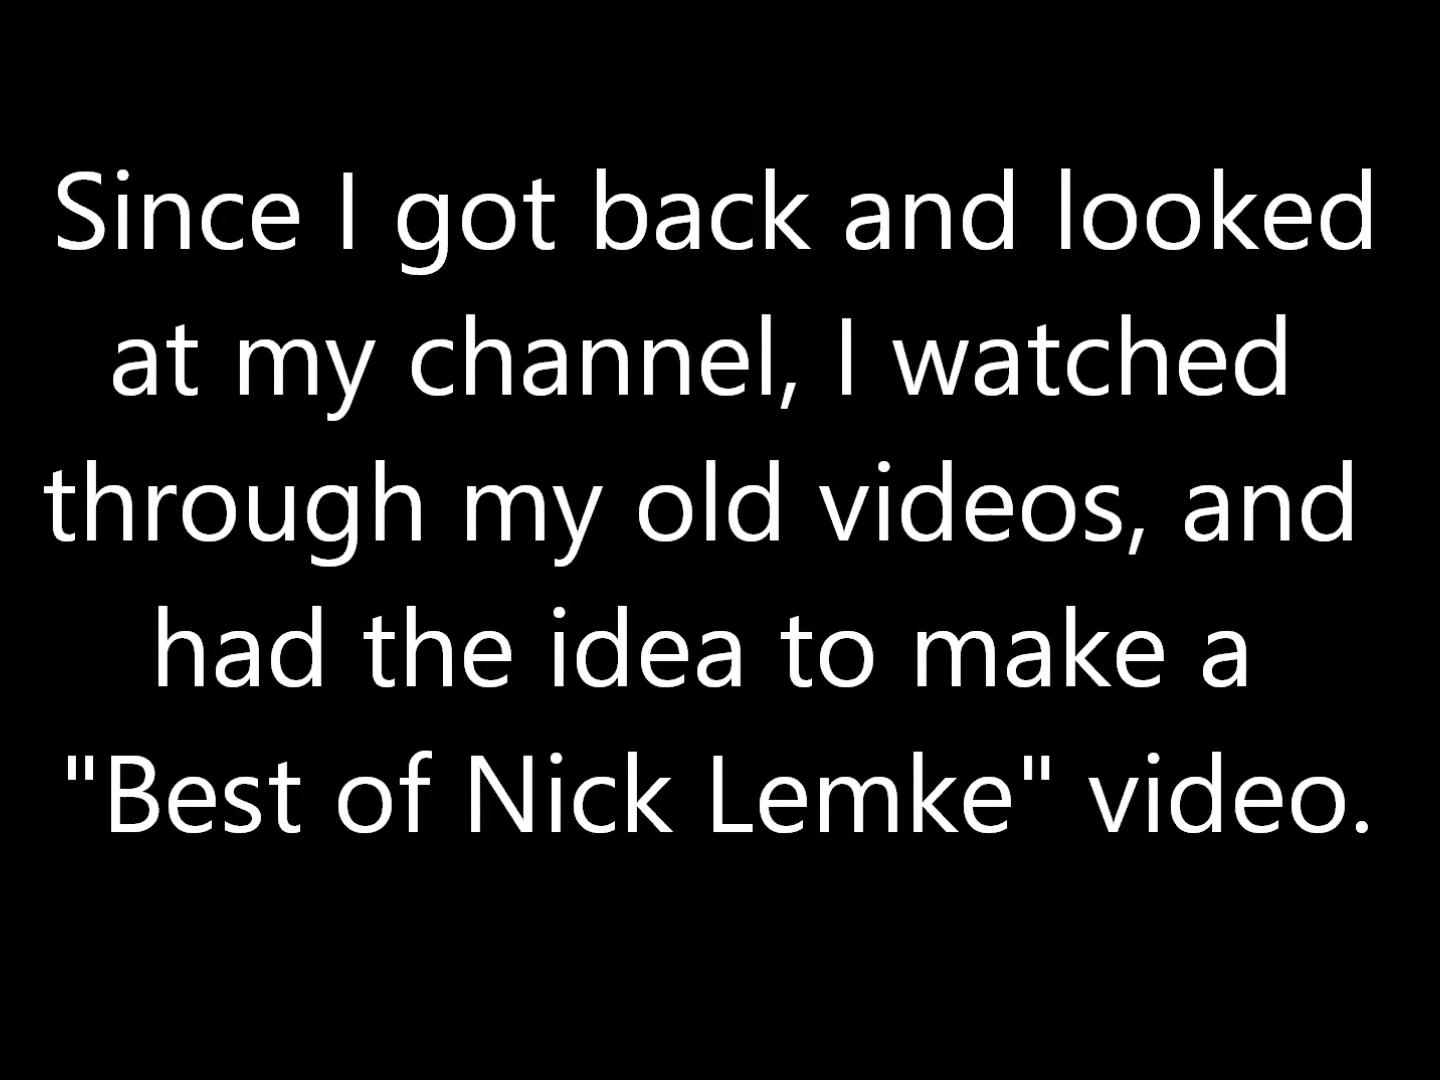 Since I got back and looked
at my channel, I watched
through my old videos, and
had the idea to make a
"Best of Nick Lemke" video.